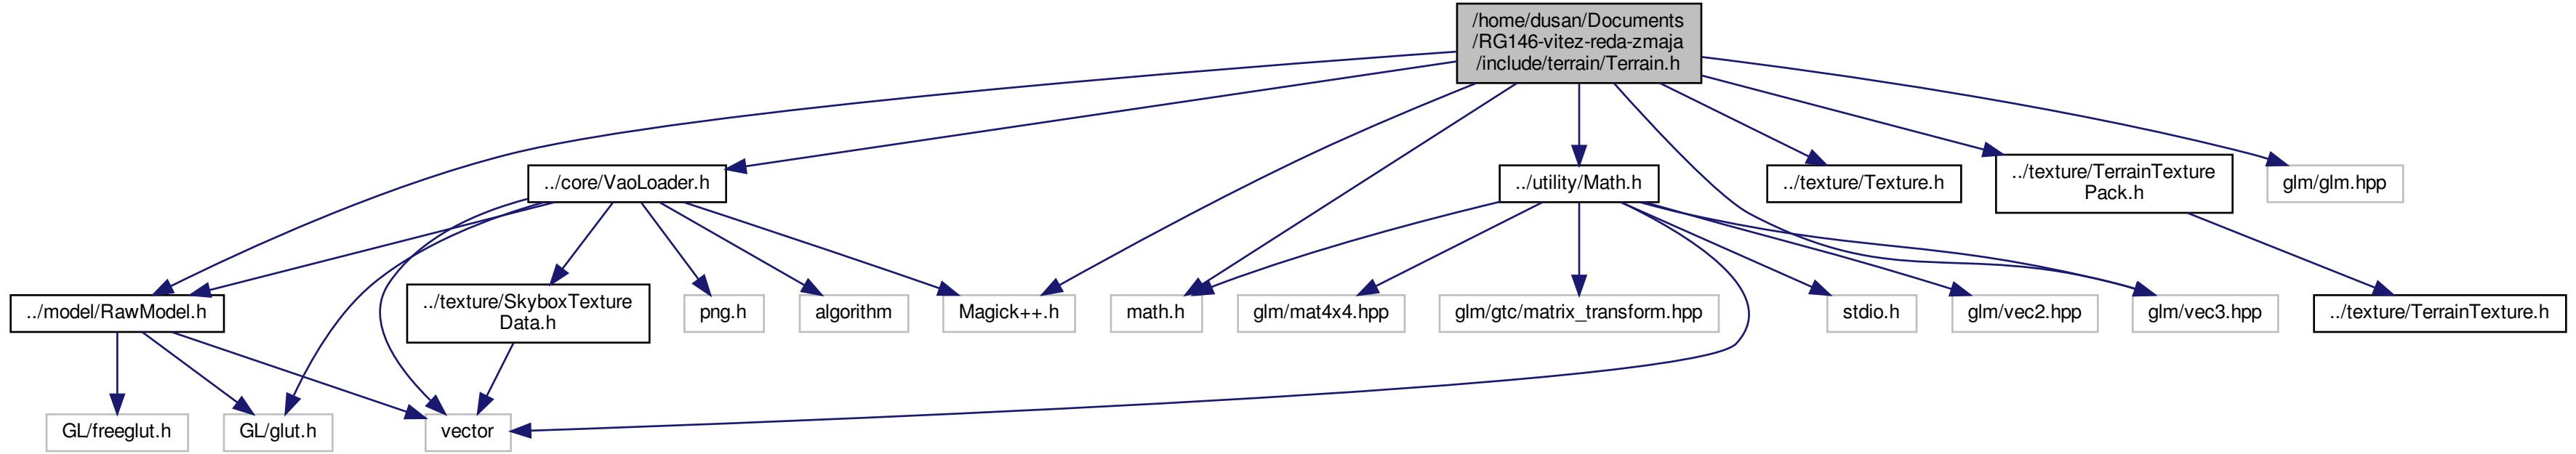 /home/dusan/Documents
/RG146-vitez-reda-zmaja
/include/terrain/Terrain.h
../core/VaoLoader.h
../utility/Math.h
../texture/Texture.h
../texture/TerrainTexture
Pack.h
glm/glm.hpp
../model/RawModel.h
../texture/SkyboxTexture
Data.h
png.h
algorithm
Magick++.h
math.h
glm/mat4x4.hpp
glm/gtc/matrix_transform.hpp
stdio.h
glm/vec2.hpp
glm/vec3.hpp
../texture/TerrainTexture.h
GL/freeglut.h
GL/glut.h
vector